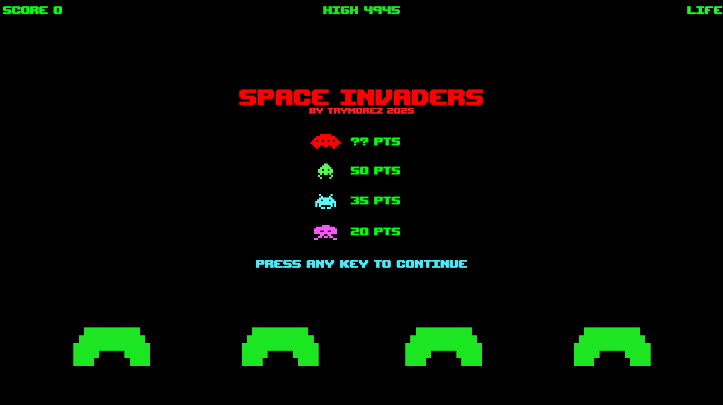 SCORE 0 HIGH 4945 LIFE
SPACE INVADERS
BY TAYMOREZ 2025
?? PTS
50 PTS
35 PTS
20 PTS
PRESS ANY KEY TO CONTINUE